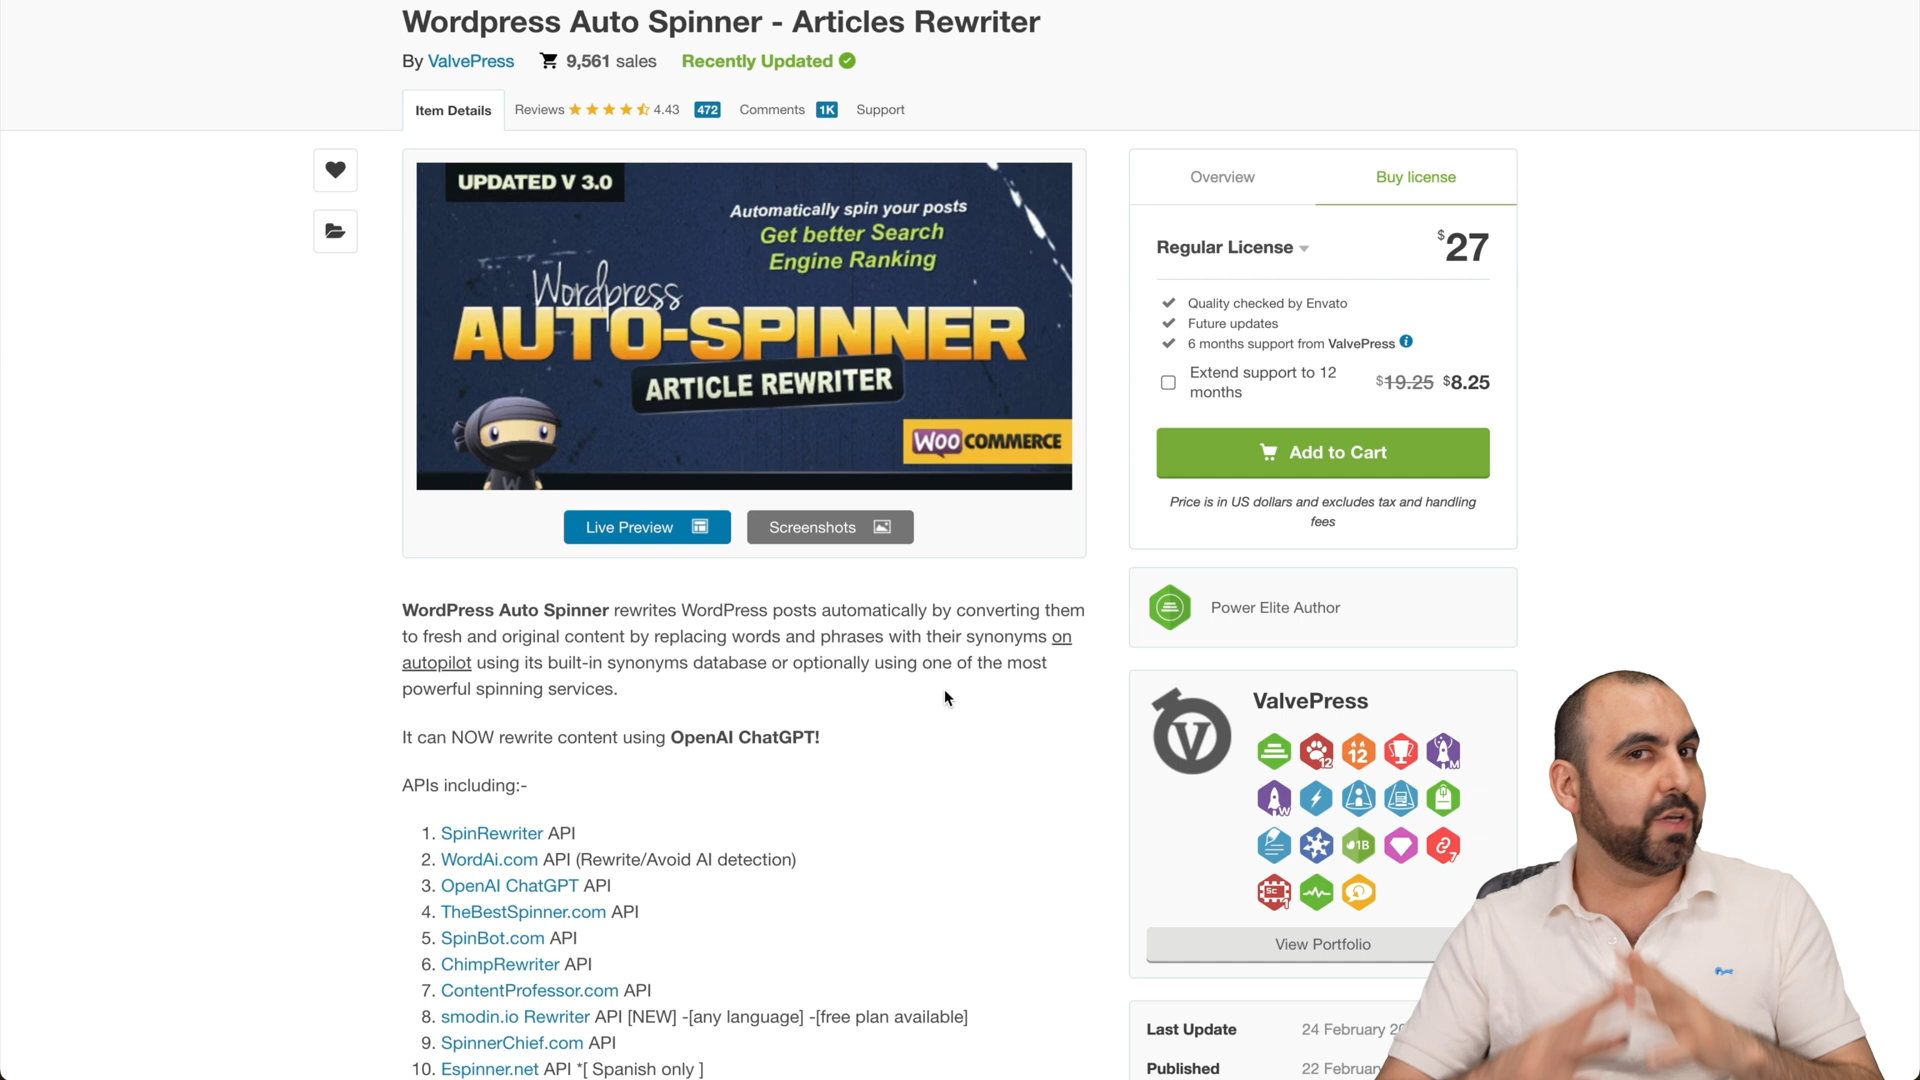 Wordpress Auto Spinner - Articles Rewriter
By ValvePress 9,561 sales Recently Updated
Item Details Reviews 4.43 472 Comments 1K Support
UPDATED V 3.0
Automatically spin your posts
Get better Search
Engine Ranking
Wordpress
AUTO-SPINNER
ARTICLE REWRITER
WOO COMMERCE
W
Live Preview
Screenshots
Overview
Buy license
Regular License
$27
Quality checked by Envato
Future updates
6 months support from ValvePress
Extend support to 12
months
$19.25 $8.25
Add to Cart
Price is in US dollars and excludes tax and handling
fees
Power Elite Author
WordPress Auto Spinner rewrites WordPress posts automatically by converting them
to fresh and original content by replacing words and phrases with their synonyms on
autopilot using its built-in synonyms database or optionally using one of the most
powerful spinning services.
It can NOW rewrite content using OpenAI ChatGPT!
APIs including:-
1. SpinRewriter API
2. WordAi.com API (Rewrite/Avoid AI detection)
3. OpenAI ChatGPT API
4. TheBestSpinner.com API
5. SpinBot.com API
6. ChimpRewriter API
7. ContentProfessor.com API
8. smodin.io Rewriter API [NEW] -[any language] -[free plan available]
9. SpinnerChief.com API
10. Espinner.net API *[ Spanish only ]
ValvePress
V
12
12
M
W
1B
7
SC
1
View Portfolio
Last Update 24 February
Published 22